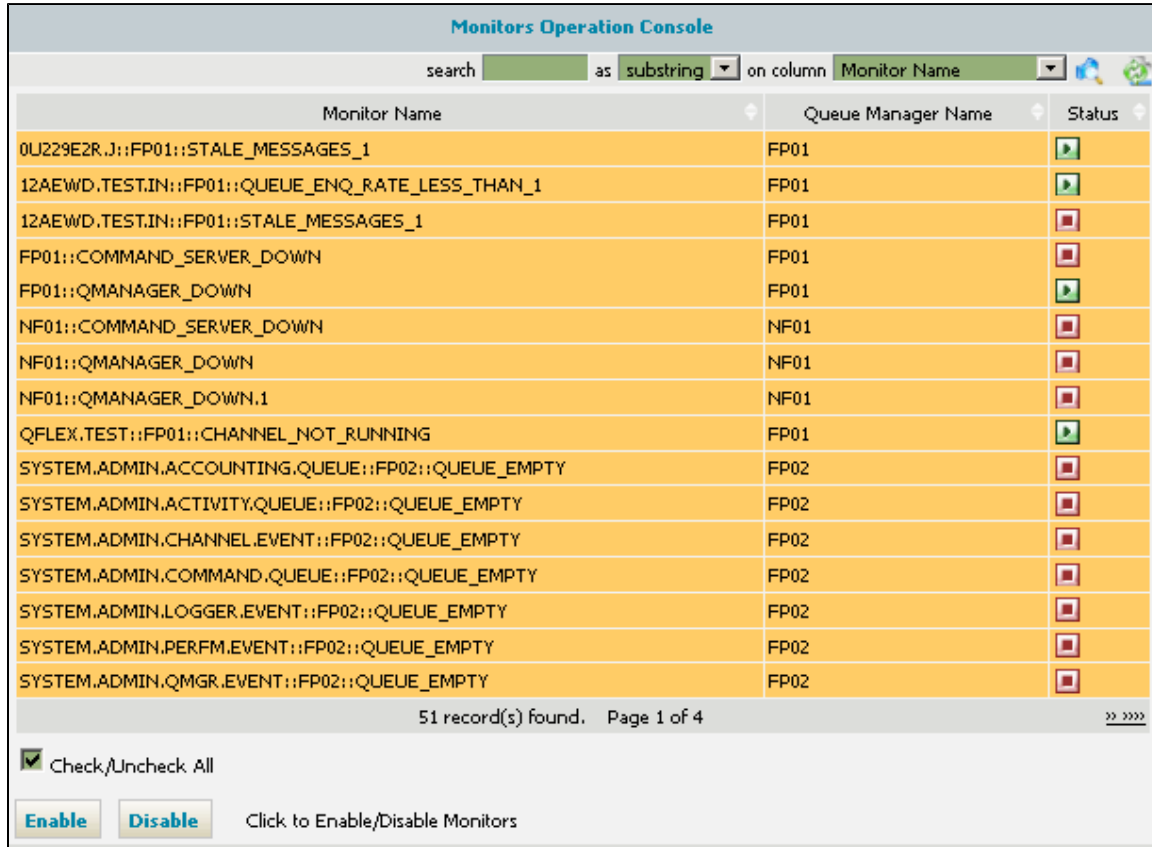 Monitors Operation Console
search as substring on column Monitor Name
Monitor Name Queue Manager Name Status
0U229E2R.J::FP01::STALE_MESSAGES_1 FP01
12AEWD.TEST.IN::FP01::QUEUE_ENQ_RATE_LESS_THAN_1 FP01
12AEWD.TEST.IN::FP01::STALE_MESSAGES_1 FP01
FP01::COMMAND_SERVER_DOWN FP01
FP01::QMANAGER_DOWN FP01
NF01::COMMAND_SERVER_DOWN NF01
NF01::QMANAGER_DOWN NF01
NF01::QMANAGER_DOWN.1 NF01
QFLEX.TEST::FP01::CHANNEL_NOT_RUNNING FP01
SYSTEM.ADMIN.ACCOUNTING.QUEUE::FP02::QUEUE_EMPTY FP02
SYSTEM.ADMIN.ACTIVITY.QUEUE::FP02::QUEUE_EMPTY FP02
SYSTEM.ADMIN.CHANNEL.EVENT::FP02::QUEUE_EMPTY FP02
SYSTEM.ADMIN.COMMAND.QUEUE::FP02::QUEUE_EMPTY FP02
SYSTEM.ADMIN.LOGGER.EVENT::FP02::QUEUE_EMPTY FP02
SYSTEM.ADMIN.PERFM.EVENT::FP02::QUEUE_EMPTY FP02
SYSTEM.ADMIN.QMGR.EVENT::FP02::QUEUE_EMPTY FP02
51 record(s) found. Page 1 of 4 >> >>>>
Check/Uncheck All
Enable Disable Click to Enable/Disable Monitors